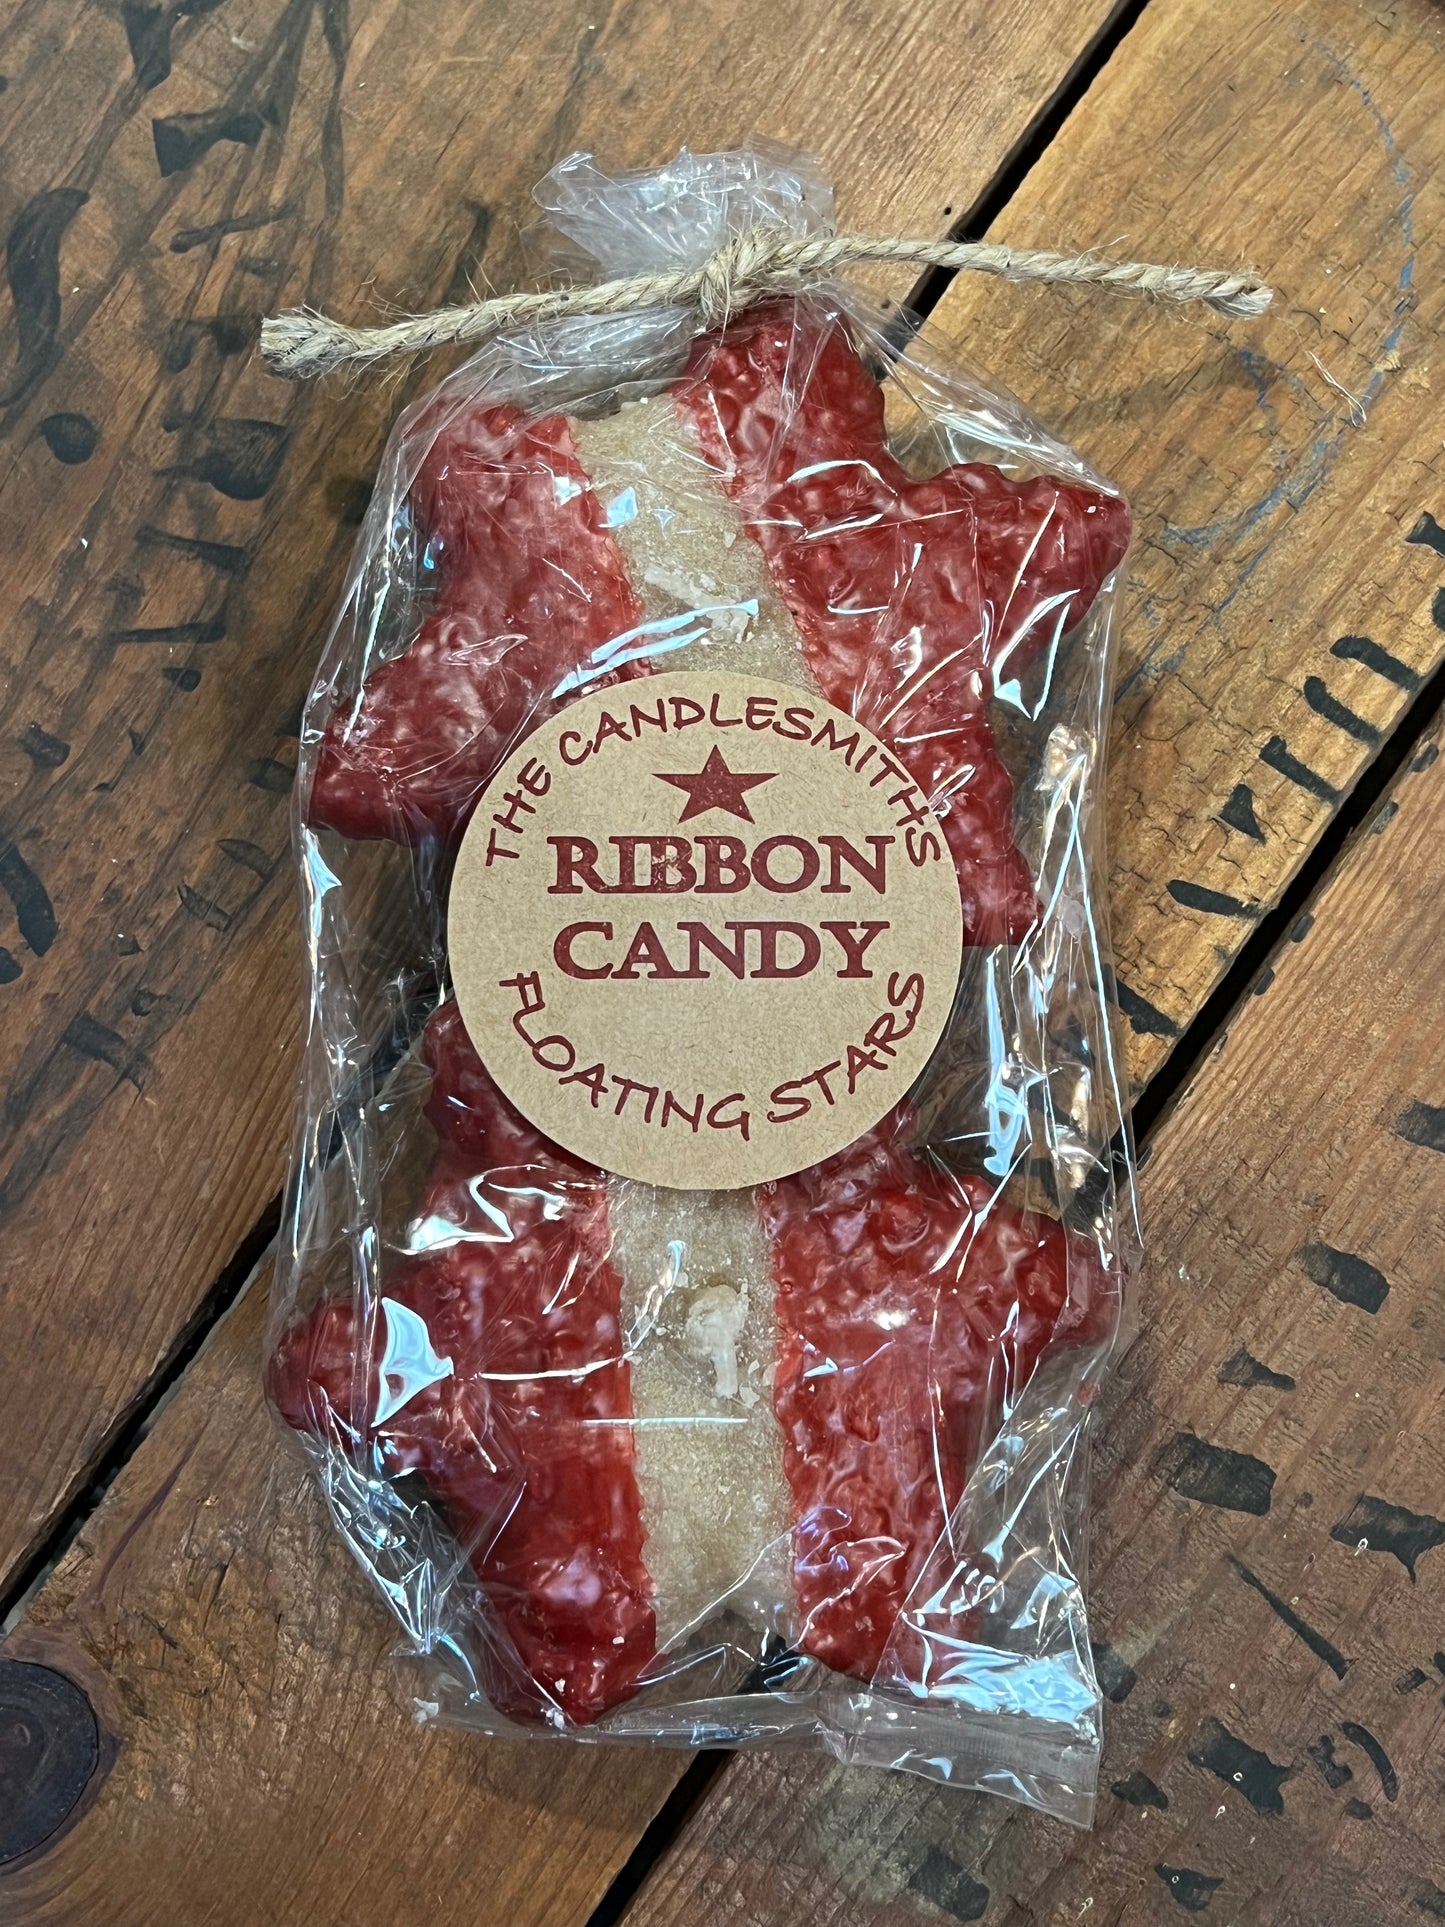 THE CANDLESMITHS
RIBBON
CANDY
FLOATING STARS